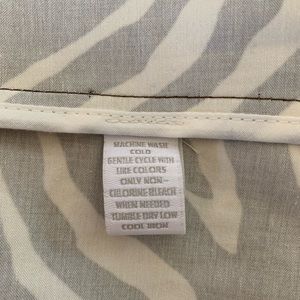 MACHINE WASH
COLD
GENTLE CYCLE WITH
LIKE COLORS
ONLY NON-
CHLORINE BLEACH
WHEN NEEDED
TUMBLE DRY LOW
COOL IRON